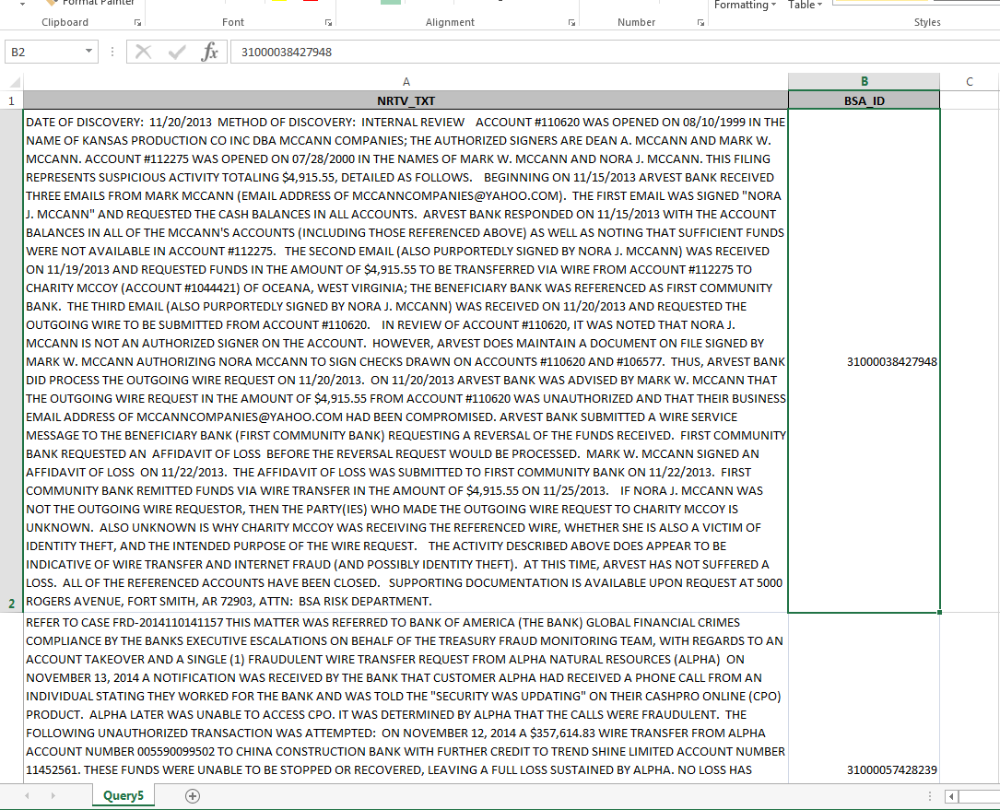 Format Painter
Formatting Table
Clipboard Font Alignment Number Styles
B2 fx 31000038427948
A B C
1 NRTV_TXT BSA_ID
DATE OF DISCOVERY: 11/20/2013 METHOD OF DISCOVERY: INTERNAL REVIEW ACCOUNT #110620 WAS OPENED ON 08/10/1999 IN THE
NAME OF KANSAS PRODUCTION CO INC DBA MCCANN COMPANIES; THE AUTHORIZED SIGNERS ARE DEAN A. MCCANN AND MARK W.
MCCANN. ACCOUNT #112275 WAS OPENED ON 07/28/2000 IN THE NAMES OF MARK W. MCCANN AND NORA J. MCCANN. THIS FILING
REPRESENTS SUSPICIOUS ACTIVITY TOTALING $4,915.55, DETAILED AS FOLLOWS. BEGINNING ON 11/15/2013 ARVEST BANK RECEIVED
THREE EMAILS FROM MARK MCCANN (EMAIL ADDRESS OF MCCANNCOMPANIES@YAHOO.COM). THE FIRST EMAIL WAS SIGNED "NORA
J. MCCANN" AND REQUESTED THE CASH BALANCES IN ALL ACCOUNTS. ARVEST BANK RESPONDED ON 11/15/2013 WITH THE ACCOUNT
BALANCES IN ALL OF THE MCCANN'S ACCOUNTS (INCLUDING THOSE REFERENCED ABOVE) AS WELL AS NOTING THAT SUFFICIENT FUNDS
WERE NOT AVAILABLE IN ACCOUNT #112275. THE SECOND EMAIL (ALSO PURPORTEDLY SIGNED BY NORA J. MCCANN) WAS RECEIVED
ON 11/19/2013 AND REQUESTED FUNDS IN THE AMOUNT OF $4,915.55 TO BE TRANSFERRED VIA WIRE FROM ACCOUNT #112275 TO
CHARITY MCCOY (ACCOUNT #1044421) OF OCEANA, WEST VIRGINIA; THE BENEFICIARY BANK WAS REFERENCED AS FIRST COMMUNITY
BANK. THE THIRD EMAIL (ALSO PURPORTEDLY SIGNED BY NORA J. MCCANN) WAS RECEIVED ON 11/20/2013 AND REQUESTED THE
OUTGOING WIRE TO BE SUBMITTED FROM ACCOUNT #110620. IN REVIEW OF ACCOUNT #110620, IT WAS NOTED THAT NORA J.
MCCANN IS NOT AN AUTHORIZED SIGNER ON THE ACCOUNT. HOWEVER, ARVEST DOES MAINTAIN A DOCUMENT ON FILE SIGNED BY
MARK W. MCCANN AUTHORIZING NORA MCCANN TO SIGN CHECKS DRAWN ON ACCOUNTS #110620 AND #106577. THUS, ARVEST BANK 31000038427948
DID PROCESS THE OUTGOING WIRE REQUEST ON 11/20/2013. ON 11/20/2013 ARVEST BANK WAS ADVISED BY MARK W. MCCANN THAT
THE OUTGOING WIRE REQUEST IN THE AMOUNT OF $4,915.55 FROM ACCOUNT #110620 WAS UNAUTHORIZED AND THAT THEIR BUSINESS
EMAIL ADDRESS OF MCCANNCOMPANIES@YAHOO.COM HAD BEEN COMPROMISED. ARVEST BANK SUBMITTED A WIRE SERVICE
MESSAGE TO THE BENEFICIARY BANK (FIRST COMMUNITY BANK) REQUESTING A REVERSAL OF THE FUNDS RECEIVED. FIRST COMMUNITY
BANK REQUESTED AN AFFIDAVIT OF LOSS BEFORE THE REVERSAL REQUEST WOULD BE PROCESSED. MARK W. MCCANN SIGNED AN
AFFIDAVIT OF LOSS ON 11/22/2013. THE AFFIDAVIT OF LOSS WAS SUBMITTED TO FIRST COMMUNITY BANK ON 11/22/2013. FIRST
COMMUNITY BANK REMITTED FUNDS VIA WIRE TRANSFER IN THE AMOUNT OF $4,915.55 ON 11/25/2013. IF NORA J. MCCANN WAS
NOT THE OUTGOING WIRE REQUESTOR, THEN THE PARTY(IES) WHO MADE THE OUTGOING WIRE REQUEST TO CHARITY MCCOY IS
UNKNOWN. ALSO UNKNOWN IS WHY CHARITY MCCOY WAS RECEIVING THE REFERENCED WIRE, WHETHER SHE IS ALSO A VICTIM OF
IDENTITY THEFT, AND THE INTENDED PURPOSE OF THE WIRE REQUEST. THE ACTIVITY DESCRIBED ABOVE DOES APPEAR TO BE
INDICATIVE OF WIRE TRANSFER AND INTERNET FRAUD (AND POSSIBLY IDENTITY THEFT). AT THIS TIME, ARVEST HAS NOT SUFFERED A
LOSS. ALL OF THE REFERENCED ACCOUNTS HAVE BEEN CLOSED. SUPPORTING DOCUMENTATION IS AVAILABLE UPON REQUEST AT 5000
2 ROGERS AVENUE, FORT SMITH, AR 72903, ATTN: BSA RISK DEPARTMENT.
REFER TO CASE FRD-2014110141157 THIS MATTER WAS REFERRED TO BANK OF AMERICA (THE BANK) GLOBAL FINANCIAL CRIMES
COMPLIANCE BY THE BANKS EXECUTIVE ESCALATIONS ON BEHALF OF THE TREASURY FRAUD MONITORING TEAM, WITH REGARDS TO AN
ACCOUNT TAKEOVER AND A SINGLE (1) FRAUDULENT WIRE TRANSFER REQUEST FROM ALPHA NATURAL RESOURCES (ALPHA) ON
NOVEMBER 13, 2014 A NOTIFICATION WAS RECEIVED BY THE BANK THAT CUSTOMER ALPHA HAD RECEIVED A PHONE CALL FROM AN
INDIVIDUAL STATING THEY WORKED FOR THE BANK AND WAS TOLD THE "SECURITY WAS UPDATING" ON THEIR CASHPRO ONLINE (CPO)
PRODUCT. ALPHA LATER WAS UNABLE TO ACCESS CPO. IT WAS DETERMINED BY ALPHA THAT THE CALLS WERE FRAUDULENT. THE
FOLLOWING UNAUTHORIZED TRANSACTION WAS ATTEMPTED: ON NOVEMBER 12, 2014 A $357,614.83 WIRE TRANSFER FROM ALPHA
ACCOUNT NUMBER 005590099502 TO CHINA CONSTRUCTION BANK WITH FURTHER CREDIT TO TREND SHINE LIMITED ACCOUNT NUMBER
11452561. THESE FUNDS WERE UNABLE TO BE STOPPED OR RECOVERED, LEAVING A FULL LOSS SUSTAINED BY ALPHA. NO LOSS HAS 31000057428239
Query5